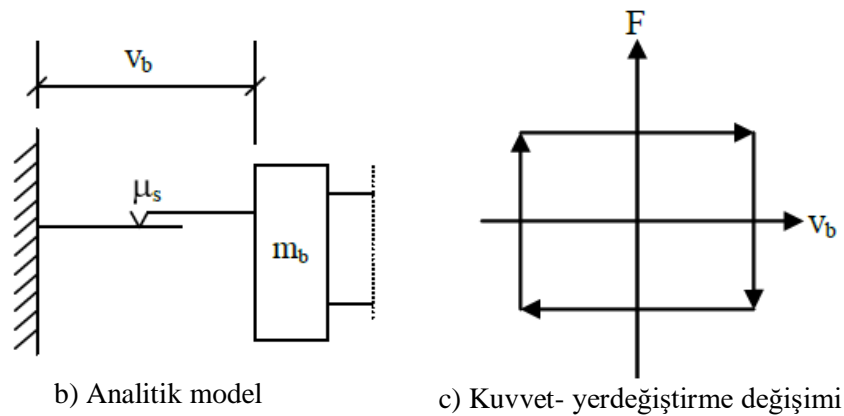 v_b
μ_s
m_b
F
v_b
b) Analitik model
c) Kuvvet- yerdeğiştirme değişimi